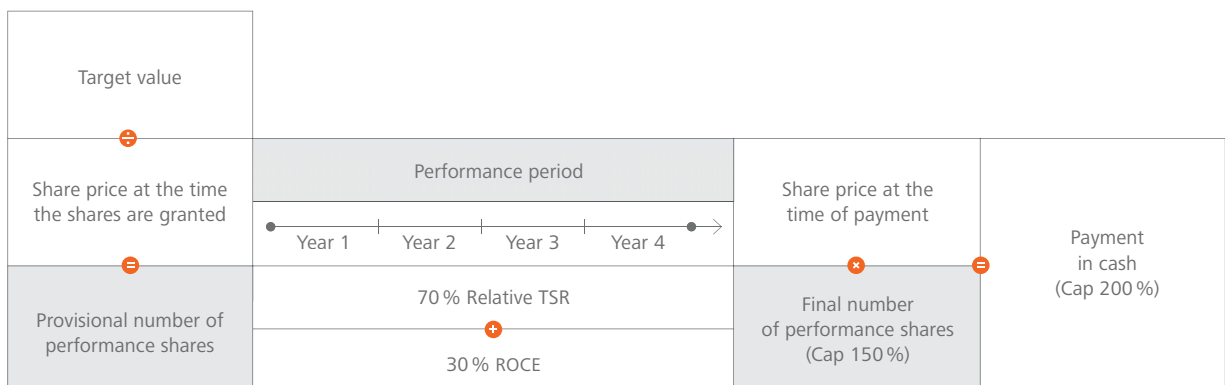 Target value
÷
Share price at the time
the shares are granted
=
Provisional number of
performance shares
Performance period
Year 1
Year 2
Year 3
Year 4
70 % Relative TSR
+
30 % ROCE
Share price at the
time of payment
×
Final number
of performance shares
(Cap 150 %)
=
Payment
in cash
(Cap 200 %)